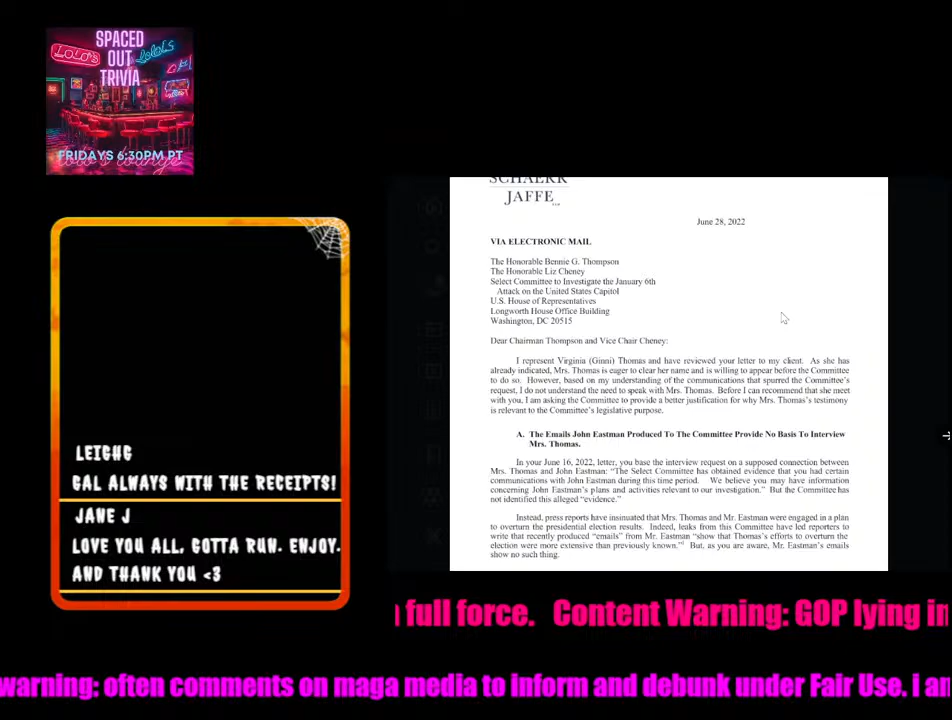 SPACED
OUT
TRIVIA
LOLO'S
FRIDAYS 6:30PM PT
lolo's lounge
SCHAERR
JAFFE LLP
June 28, 2022
VIA ELECTRONIC MAIL
The Honorable Bennie G. Thompson
The Honorable Liz Cheney
Select Committee to Investigate the January 6th
Attack on the United States Capitol
U.S. House of Representatives
Longworth House Office Building
Washington, DC 20515
Dear Chairman Thompson and Vice Chair Cheney:
I represent Virginia (Ginni) Thomas and have reviewed your letter to my client. As she has
already indicated, Mrs. Thomas is eager to clear her name and is willing to appear before the Committee
to do so. However, based on my understanding of the communications that spurred the Committee's
request, I do not understand the need to speak with Mrs. Thomas. Before I can recommend that she meet
with you, I am asking the Committee to provide a better justification for why Mrs. Thomas's testimony
is relevant to the Committee's legislative purpose.
A. The Emails John Eastman Produced To The Committee Provide No Basis To Interview
Mrs. Thomas.
In your June 16, 2022, letter, you base the interview request on a supposed connection between
Mrs. Thomas and John Eastman: "The Select Committee has obtained evidence that you had certain
communications with John Eastman during this time period. We believe you may have information
concerning John Eastman's plans and activities relevant to our investigation." But the Committee has
not identified this alleged "evidence."
Instead, press reports have insinuated that Mrs. Thomas and Mr. Eastman were engaged in a plan
to overturn the presidential election results. Indeed, leaks from this Committee have led reporters to
write that recently produced "emails" from Mr. Eastman "show that Thomas's efforts to overturn the
election were more extensive than previously known."1 But, as you are aware, Mr. Eastman's emails
show no such thing.
LEIGHG
GAL ALWAYS WITH THE RECEIPTS!
JANE J
LOVE YOU ALL, GOTTA RUN. ENJOY.
AND THANK YOU <3
full force. Content Warning: GOP lying in
warning: often comments on maga media to inform and debunk under Fair Use. i am